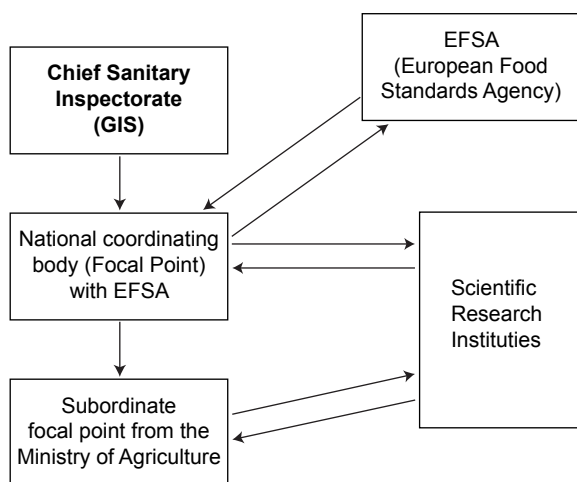 Chief Sanitary
Inspectorate
(GIS)
EFSA
(European Food
Standards Agency)
National coordinating
body (Focal Point)
with EFSA
Scientific
Research
Instituties
Subordinate
focal point from the
Ministry of Agriculture